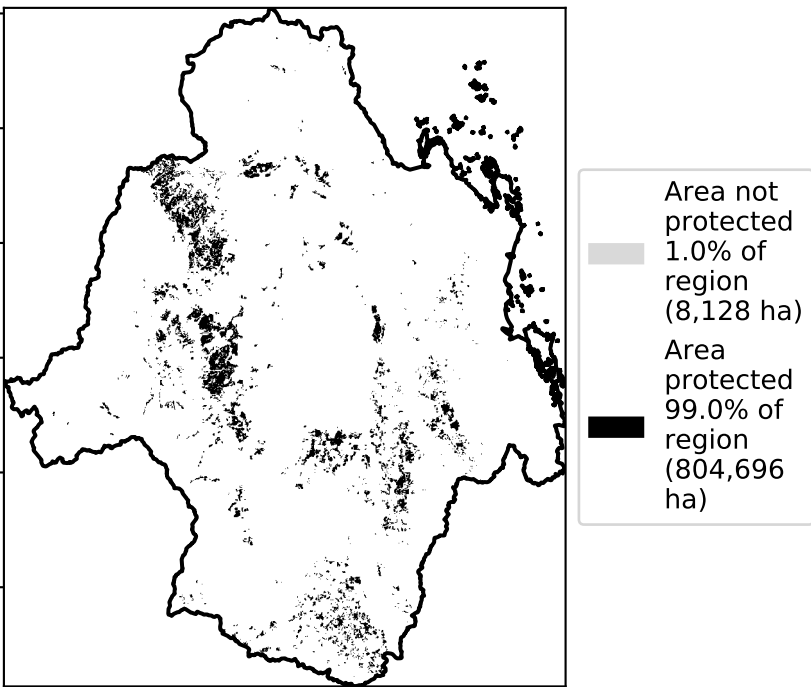 Area not
protected
1.0% of
region
(8,128 ha)
Area
protected
99.0% of
region
(804,696
ha)